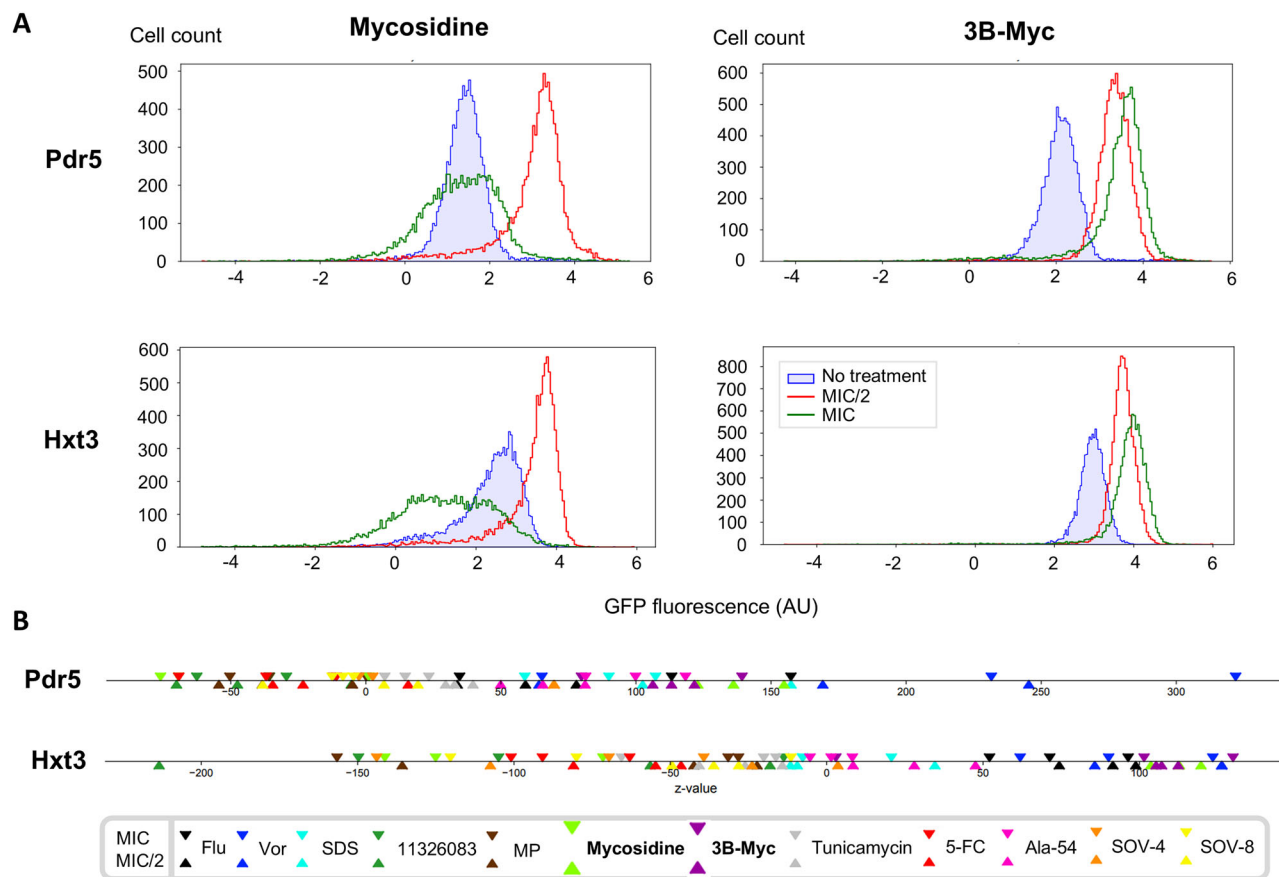 A
Mycosidine
3B-Myc
Cell count
Cell count
Pdr5
500
400
300
200
100
0
-4 -2 0 2 4 6
600
500
400
300
200
100
0
-4 -2 0 2 4 6
Hxt3
600
500
400
300
200
100
0
-4 -2 0 2 4 6
800
700
600
500
400
300
200
100
0
-4 -2 0 2 4 6
No treatment
MIC/2
MIC
GFP fluorescence (AU)
B
Pdr5
−50 0 50 100 150 200 250 300
Hxt3
−200 −150 −100 −50 0 50 100
z-value
MIC
MIC/2
Flu Vor SDS 11326083 MP Mycosidine 3B-Myc Tunicamycin 5-FC Ala-54 SOV-4 SOV-8